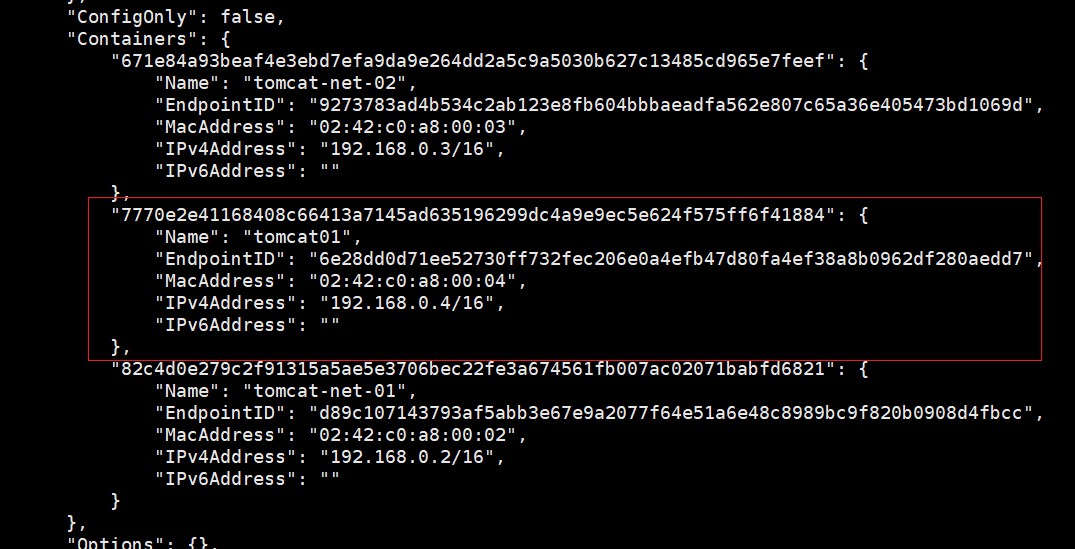 },
"ConfigOnly": false,
"Containers": {
"671e84a93beaf4e3ebd7efa9da9e264dd2a5c9a5030b627c13485cd965e7feef": {
"Name": "tomcat-net-02",
"EndpointID": "9273783ad4b534c2ab123e8fb604bbbaeadfa562e807c65a36e405473bd1069d",
"MacAddress": "02:42:c0:a8:00:03",
"IPv4Address": "192.168.0.3/16",
"IPv6Address": ""
},
"7770e2e41168408c66413a7145ad635196299dc4a9e9ec5e624f575ff6f41884": {
"Name": "tomcat01",
"EndpointID": "6e28dd0d71ee52730ff732fec206e0a4efb47d80fa4ef38a8b0962df280aedd7",
"MacAddress": "02:42:c0:a8:00:04",
"IPv4Address": "192.168.0.4/16",
"IPv6Address": ""
},
"82c4d0e279c2f91315a5ae5e3706bec22fe3a674561fb007ac02071babfd6821": {
"Name": "tomcat-net-01",
"EndpointID": "d89c107143793af5abb3e67e9a2077f64e51a6e48c8989bc9f820b0908d4fbcc",
"MacAddress": "02:42:c0:a8:00:02",
"IPv4Address": "192.168.0.2/16",
"IPv6Address": ""
}
},
"Options": {},